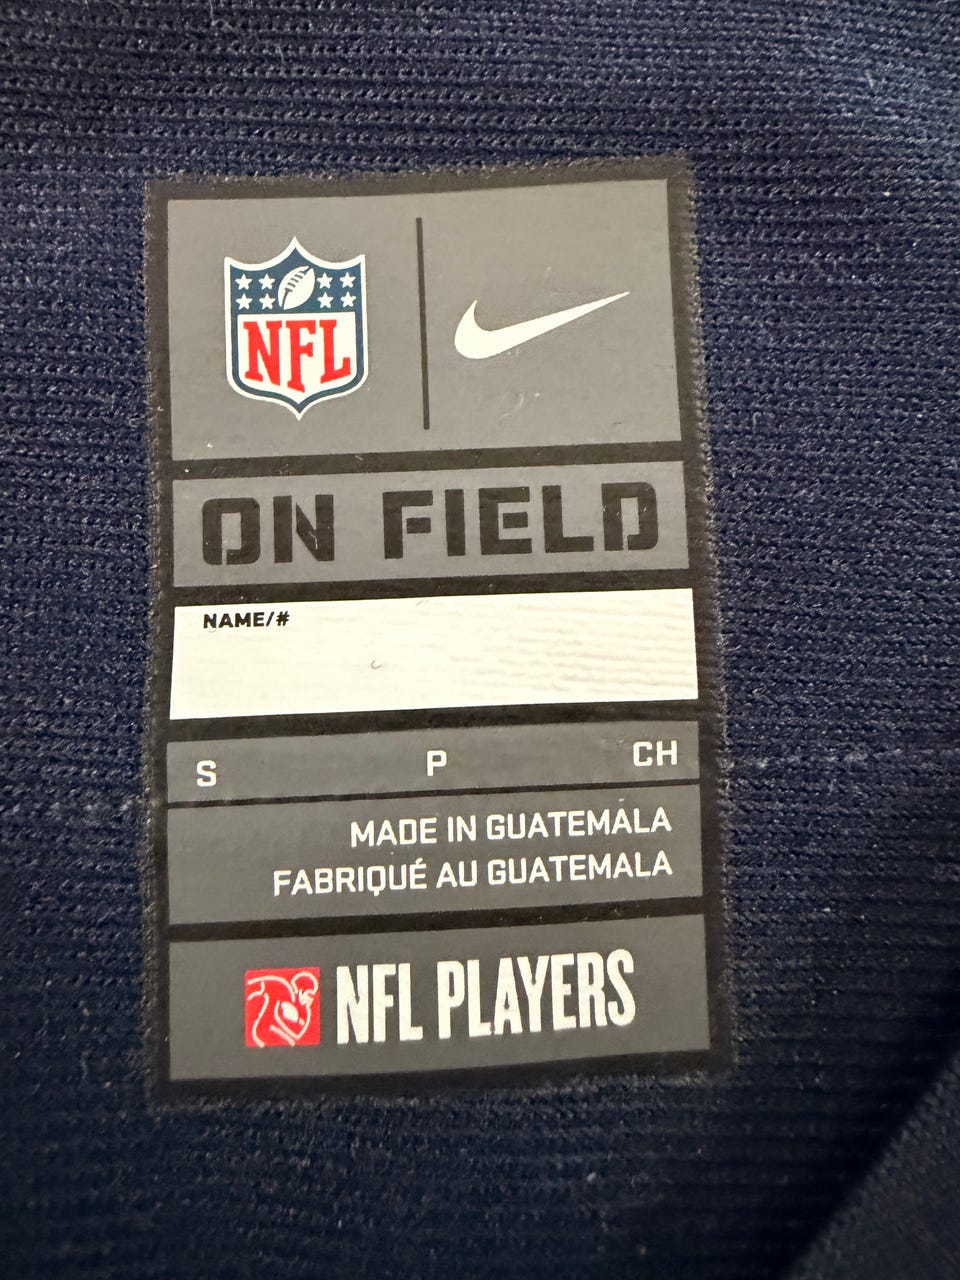 NFL
ON FIELD
NAME/#
S P CH
MADE IN GUATEMALA
FABRIQUÉ AU GUATEMALA
NFL PLAYERS